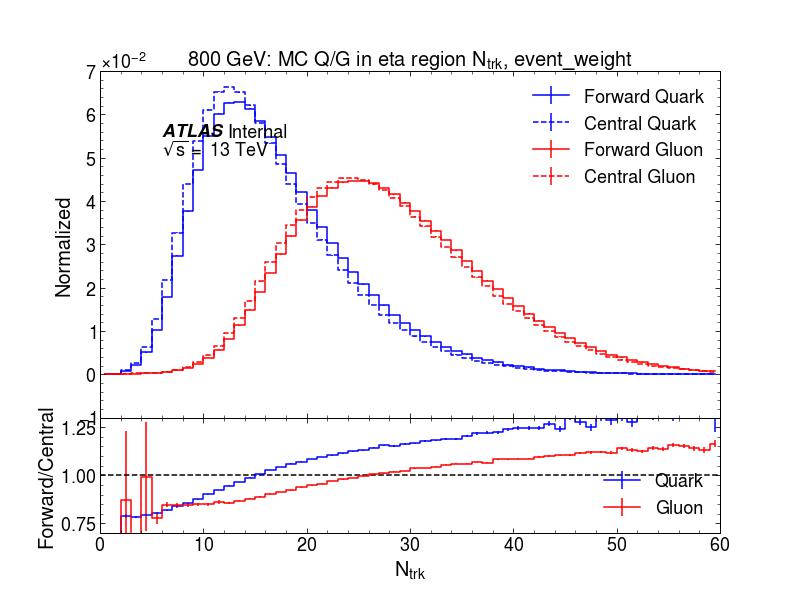 ×10⁻²
800 GeV: MC Q/G in eta region N_trk, event_weight
7
6
5
4
3
2
1
0
−1
Normalized
ATLAS Internal
√s = 13 TeV
Forward Quark
Central Quark
Forward Gluon
Central Gluon
1.25
1.00
0.75
Forward/Central
Quark
Gluon
0 10 20 30 40 50 60
N_trk